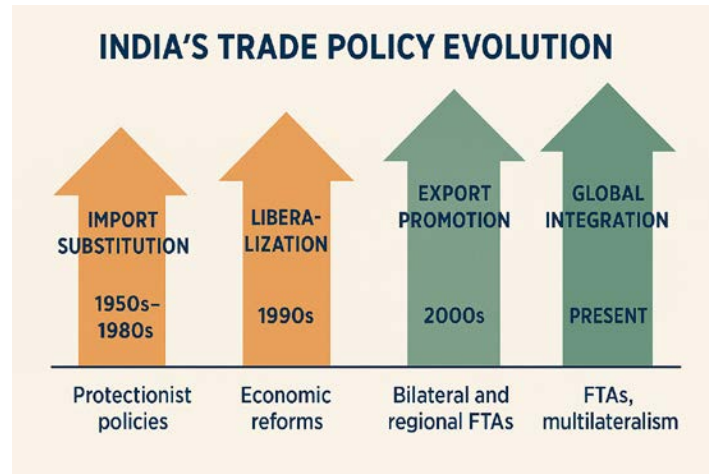 INDIA'S TRADE POLICY EVOLUTION
IMPORT
SUBSTITUTION
1950s–
1980s
Protectionist
policies
LIBERA-
LIZATION
1990s
Economic
reforms
EXPORT
PROMOTION
2000s
Bilateral and
regional FTAs
GLOBAL
INTEGRATION
PRESENT
FTAs,
multilateralism